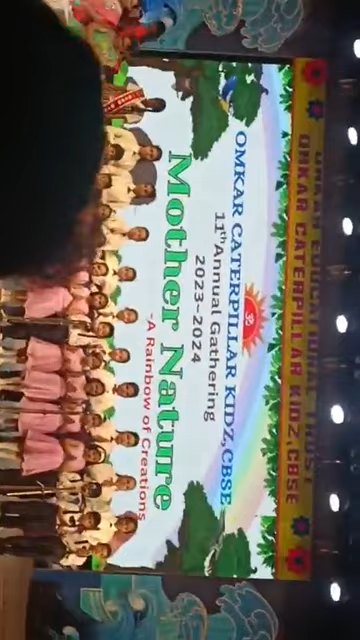 OMKAR CATERPILLAR KIDZ,CBSE
OMKAR CATERPILLAR KIDZ,CBSE
11th Annual Gathering
2023-2024
Mother Nature
-A Rainbow of Creations